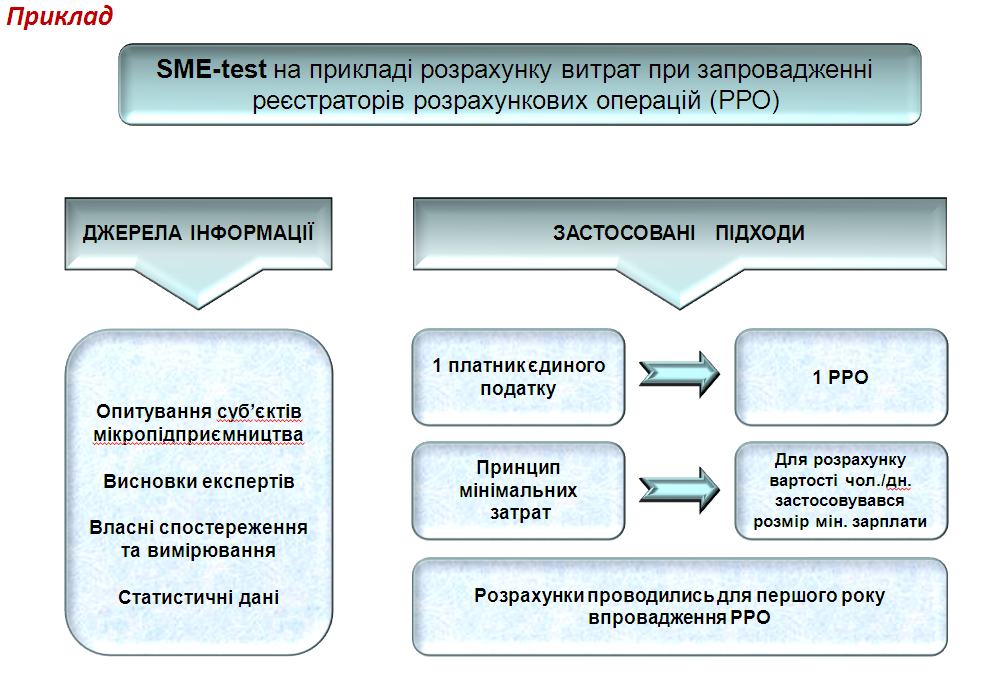 Приклад
SME-test на прикладі розрахунку витрат при запровадженні
реєстраторів розрахункових операцій (РРО)
ДЖЕРЕЛА ІНФОРМАЦІЇ
Опитування суб’єктів
мікропідприємництва
Висновки експертів
Власні спостереження
та вимірювання
Статистичні дані
ЗАСТОСОВАНІ ПІДХОДИ
1 платник єдиного
податку
1 РРО
Принцип
мінімальних
затрат
Для розрахунку
вартості чол./дн.
застосовувався
розмір мін. зарплати
Розрахунки проводились для першого року
впровадження РРО